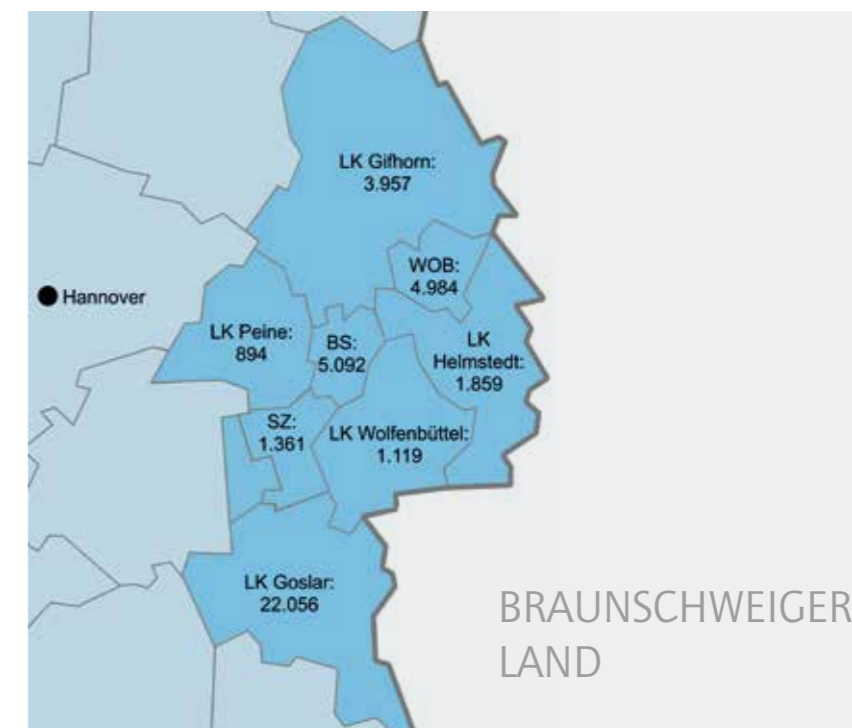 LK Gifhorn:
3.957
WOB:
4.984
Hannover
LK Peine:
894
BS:
5.092
LK
Helmstedt:
1.859
SZ:
1.361
LK Wolfenbüttel:
1.119
LK Goslar:
22.056
BRAUNSCHWEIGER
LAND